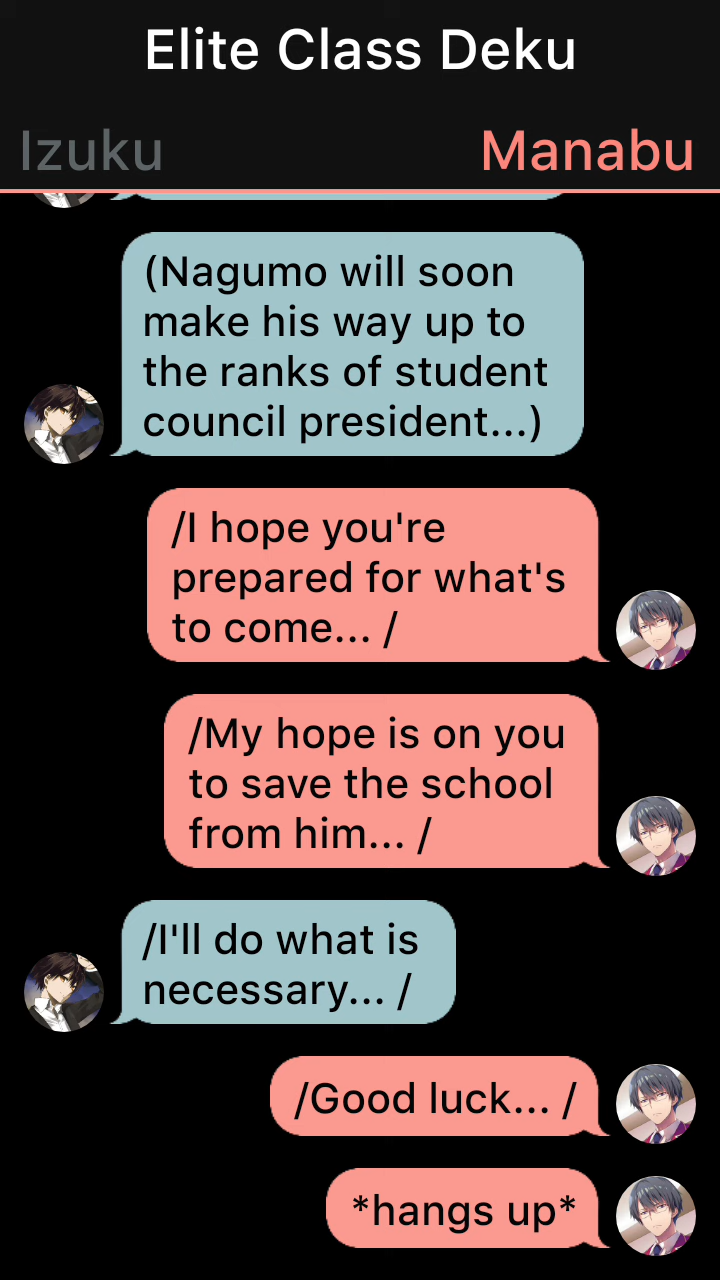 Elite Class Deku
Izuku
Manabu
(Nagumo will soon
make his way up to
the ranks of student
council president...)
/I hope you're
prepared for what's
to come... /
/My hope is on you
to save the school
from him... /
/I'll do what is
necessary... /
/Good luck... /
*hangs up*